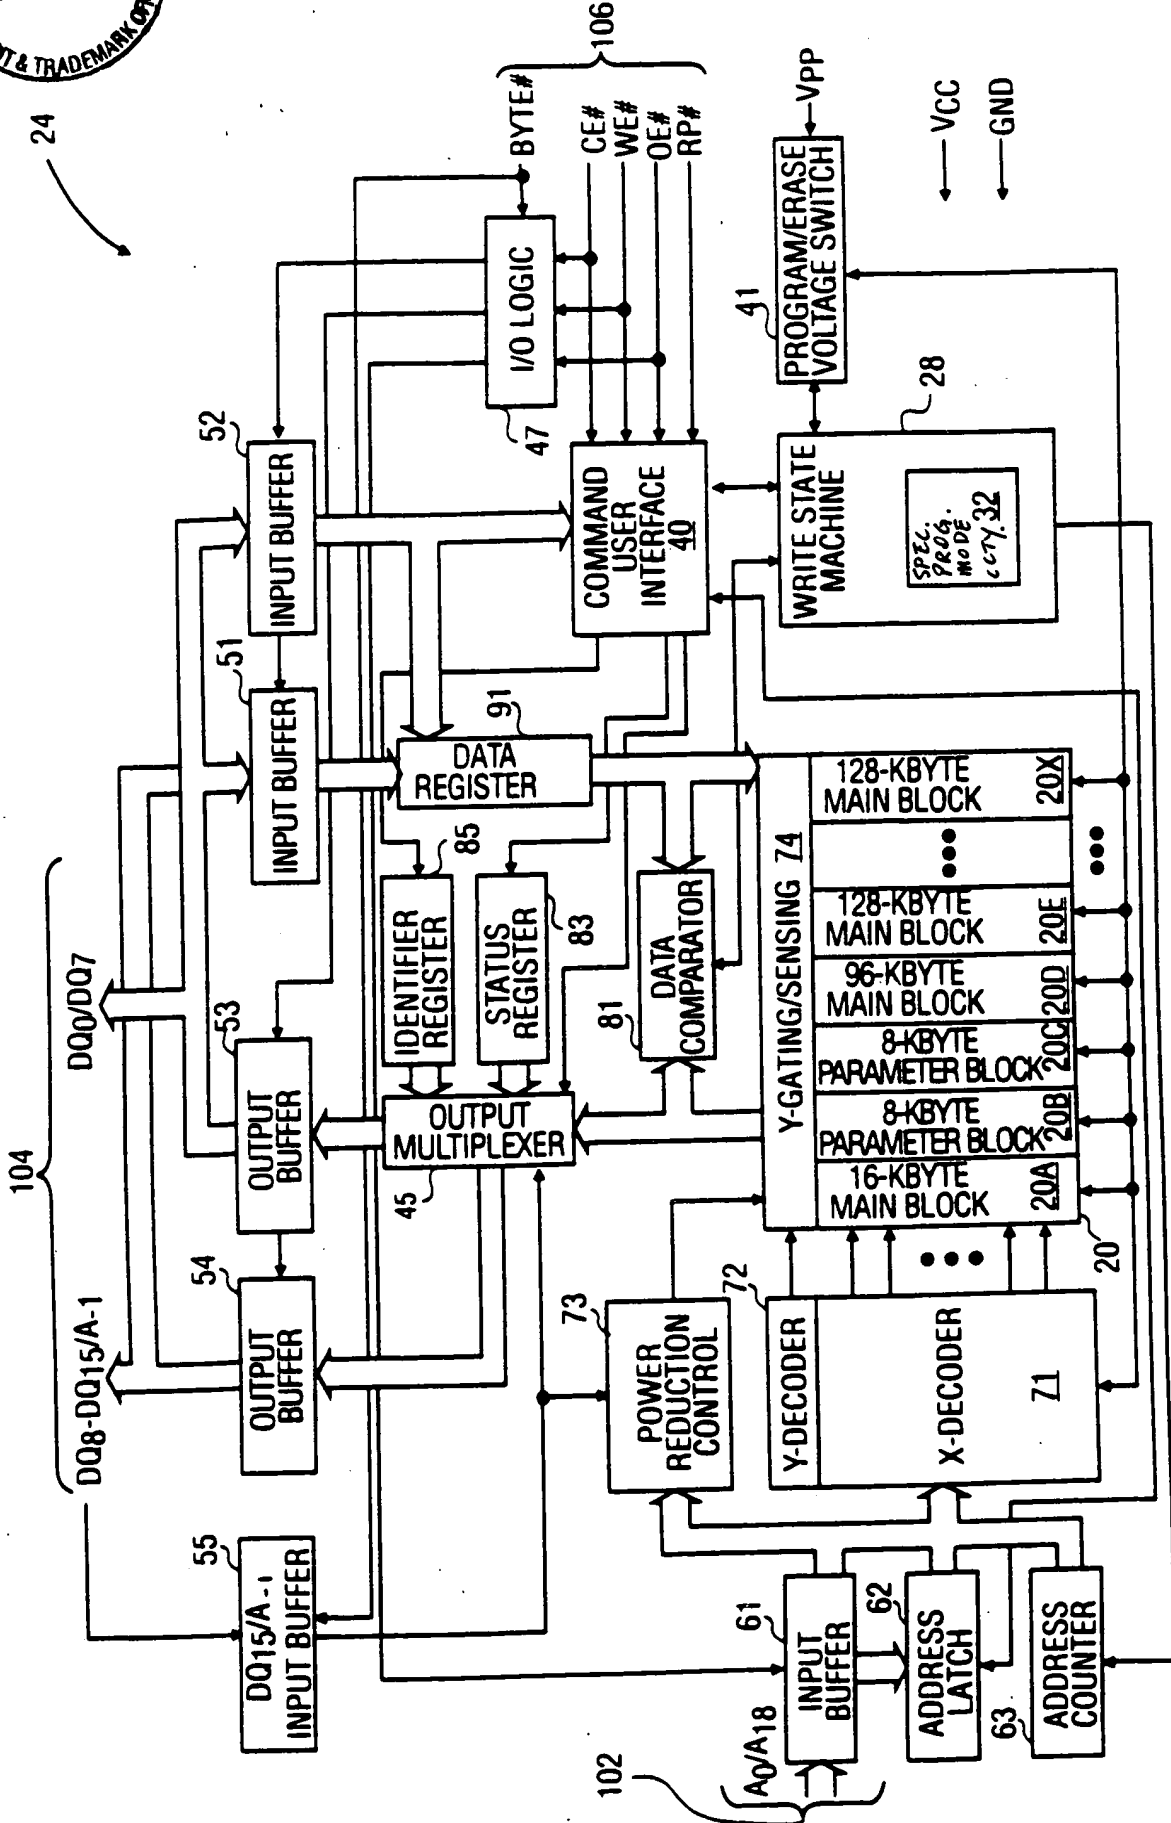 T & TRADEMARK OF
24
104
DQ8-DQ15/A-1
DQ0/DQ7
55
DQ15/A-1
INPUT BUFFER
54
OUTPUT
BUFFER
53
OUTPUT
BUFFER
51
INPUT BUFFER
52
INPUT BUFFER
106
BYTE#
CE#
WE#
OE#
RP#
I/O LOGIC
47
45
OUTPUT
MULTIPLEXER
IDENTIFIER
REGISTER
85
STATUS
REGISTER
83
DATA
REGISTER
91
COMMAND
USER
INTERFACE
40
81
DATA
COMPARATOR
73
POWER
REDUCTION
CONTROL
72
Y-DECODER
X-DECODER
71
Y-GATING/SENSING 74
16-KBYTE
MAIN BLOCK
20A
8-KBYTE
PARAMETER BLOCK
20B
8-KBYTE
PARAMETER BLOCK
20C
96-KBYTE
MAIN BLOCK
20D
128-KBYTE
MAIN BLOCK
20E
128-KBYTE
MAIN BLOCK
20X
20
WRITE STATE
MACHINE
28
SPEC.
PROG.
MODE
CCTY. 32
41
PROGRAM/ERASE
VOLTAGE SWITCH
VPP
VCC
GND
102
A0/A18
61
INPUT
BUFFER
62
ADDRESS
LATCH
63
ADDRESS
COUNTER